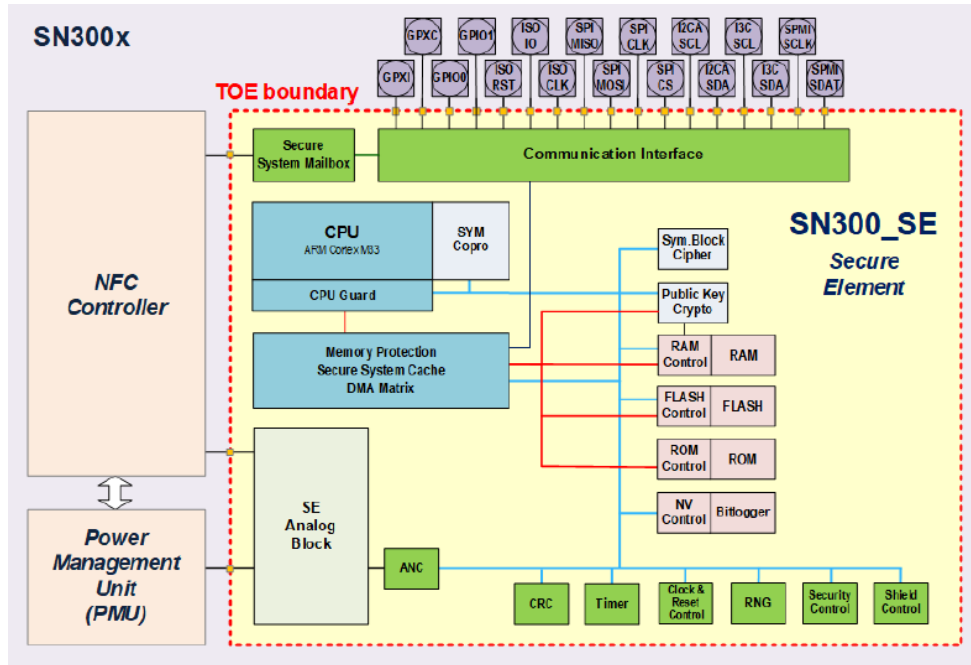 SN300x
GPXC
GPIO1
ISO
IO
SPI
MISO
SPI
CLK
I2CA
SCL
I3C
SCL
SPMI
SCLK
GPXI
GPIO0
ISO
RST
ISO
CLK
SPI
MOSI
SPI
CS
I2CA
SDA
I3C
SDA
SPMI
SDAT
TOE boundary
Secure
System Mailbox
Communication Interface
NFC
Controller
CPU
ARM Cortex M33
CPU Guard
SYM
Copro
Sym.Block
Cipher
SN300_SE
Secure
Element
Public Key
Crypto
Memory Protection
Secure System Cache
DMA Matrix
RAM
Control
RAM
FLASH
Control
FLASH
ROM
Control
ROM
NV
Control
Bitlogger
SE
Analog
Block
Power
Management
Unit
(PMU)
ANC
CRC
Timer
Clock &
Reset
Control
RNG
Security
Control
Shield
Control